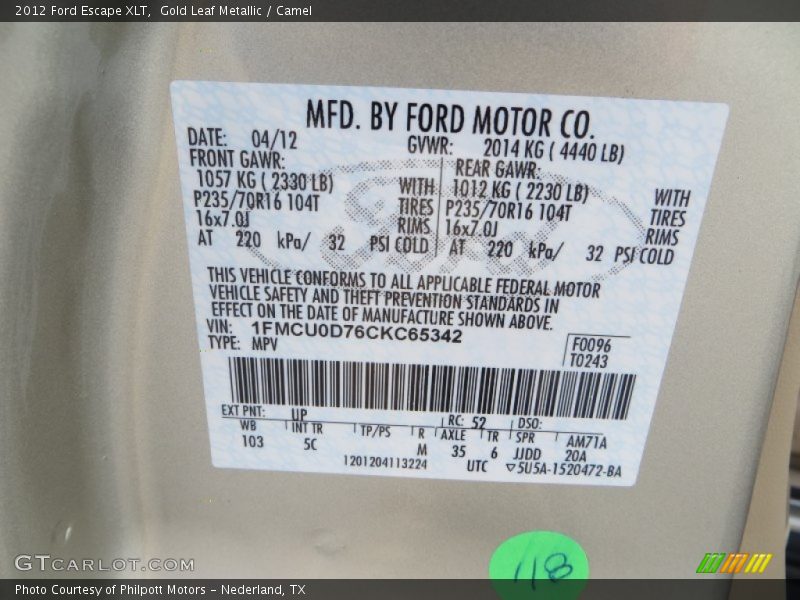 2012 Ford Escape XLT,  Gold Leaf Metallic / Camel
MFD. BY FORD MOTOR CO.
DATE: 04/12 GVWR: 2014 KG ( 4440 LB)
FRONT GAWR: REAR GAWR:
1057 KG ( 2330 LB) WITH 1012 KG ( 2230 LB) WITH
P235/70R16 104T TIRES P235/70R16 104T TIRES
16x7.0J RIMS 16x7.0J RIMS
AT 220 kPa/ 32 PSI COLD AT 220 kPa/ 32 PSI COLD
THIS VEHICLE CONFORMS TO ALL APPLICABLE FEDERAL MOTOR
VEHICLE SAFETY AND THEFT PREVENTION STANDARDS IN
EFFECT ON THE DATE OF MANUFACTURE SHOWN ABOVE.
VIN: 1FMCU0D76CKC65342
TYPE: MPV
F0096
T0243
EXT PNT: UP RC: 52 DSO:
WB INT TR TP/PS R AXLE TR SPR AM71A
103 5C M 35 6 JJDD 20A
1201204113224 UTC ▽5U5A-1520472-BA
118
GTCARLOT.COM
Photo Courtesy of Philpott Motors - Nederland, TX
Ford